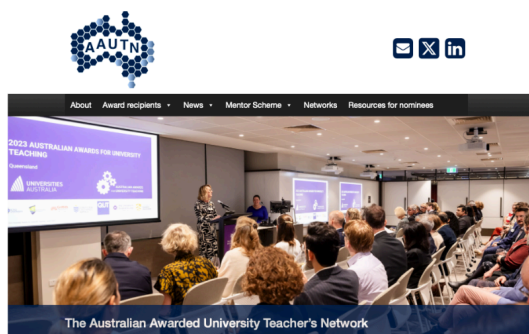 AAUTN
About Award recipients News Mentor Scheme Networks Resources for nominees
2023 AUSTRALIAN AWARDS FOR UNIVERSITY
TEACHING
Queensland
UNIVERSITIES
AUSTRALIA
QUT
The Australian Awarded University Teacher's Network